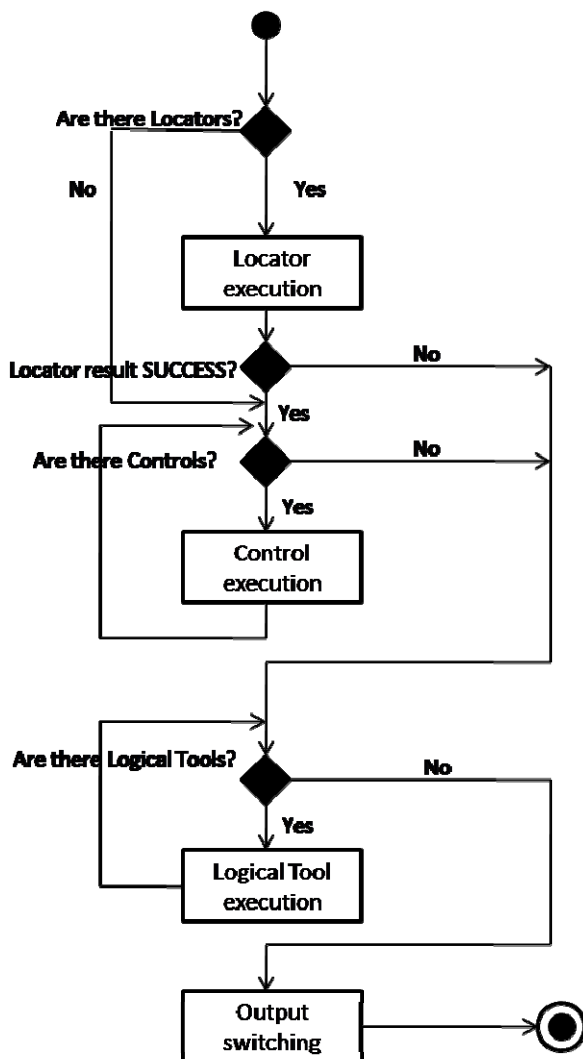 Are there Locators?
No
Yes
Locator
execution
No
Locator result SUCCESS?
Yes
No
Are there Controls?
Yes
Control
execution
Are there Logical Tools?
No
Yes
Logical Tool
execution
Output
switching